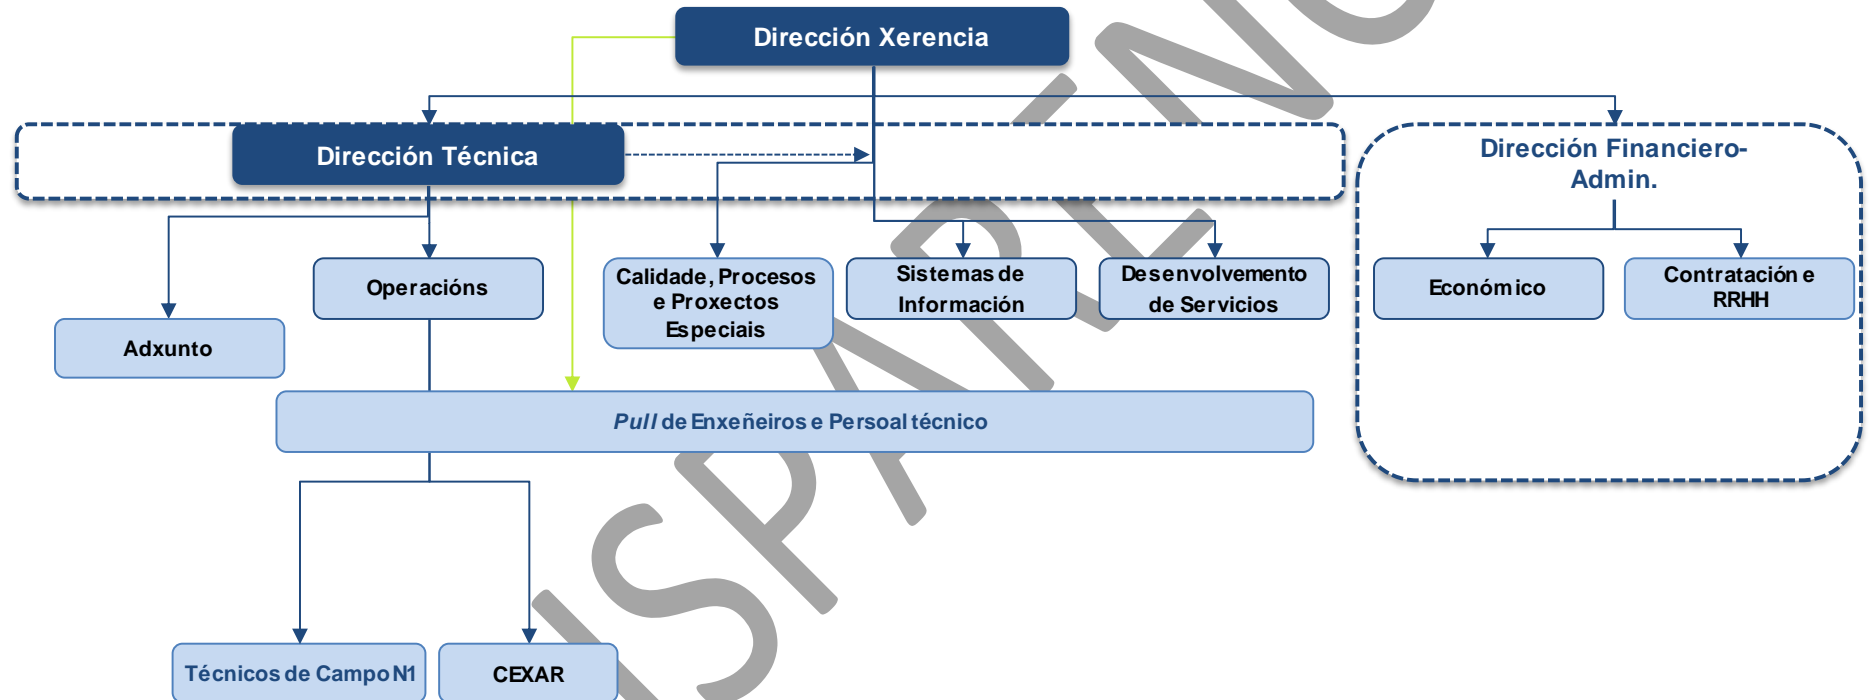 Dirección Xerencia
Dirección Técnica
Dirección Financiero-
Admin.
Adxunto
Operacións
Calidade, Procesos
e Proxectos
Especiais
Sistemas de
Información
Desenvolvemento
de Servicios
Económico
Contratación e
RRHH
Pull de Enxeñeiros e Persoal técnico
Técnicos de Campo N1
CEXAR